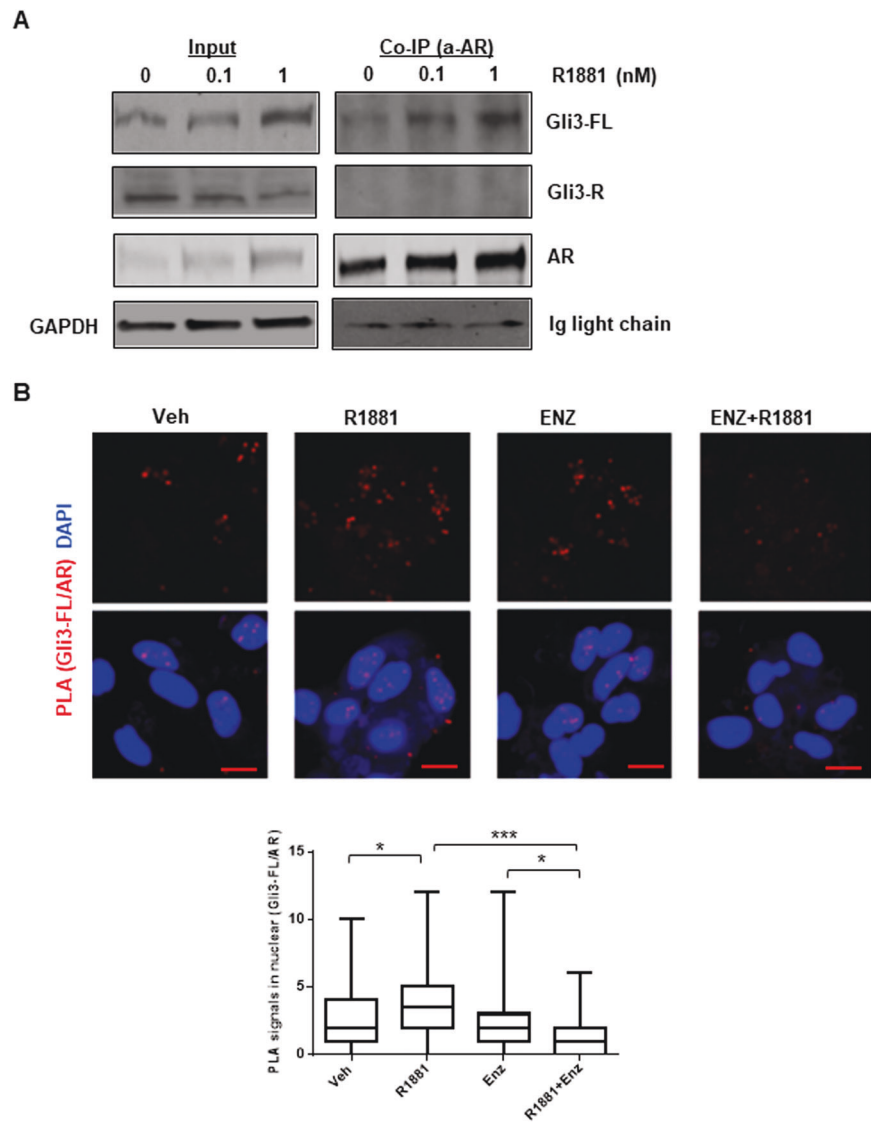 A
Input Co-IP (a-AR)
0 0.1 1 0 0.1 1 R1881 (nM)
Gli3-FL
Gli3-R
AR
GAPDH Ig light chain
B
Veh R1881 ENZ ENZ+R1881
PLA (Gli3-FL/AR) DAPI
PLA signals in nuclear (Gli3-FL/AR)
15
10
5
0
* *** *
Veh R1881 Enz R1881+Enz